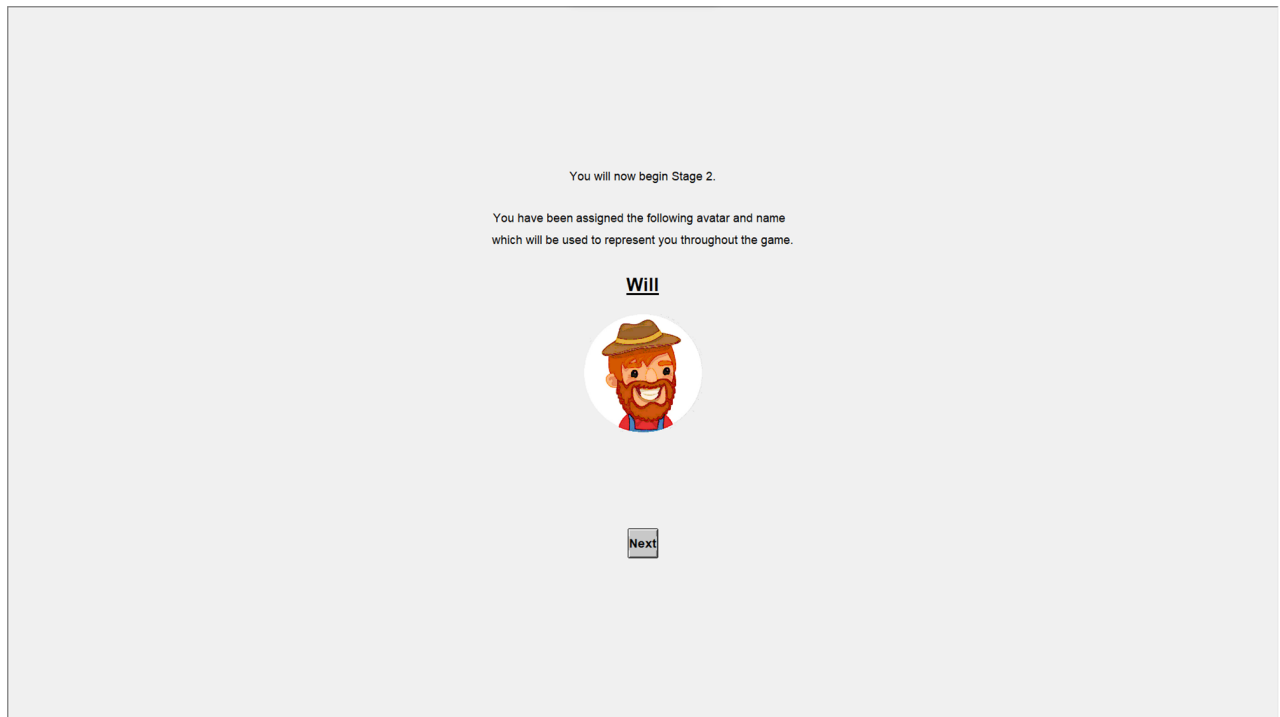 You will now begin Stage 2.
You have been assigned the following avatar and name
which will be used to represent you throughout the game.
Will
Next